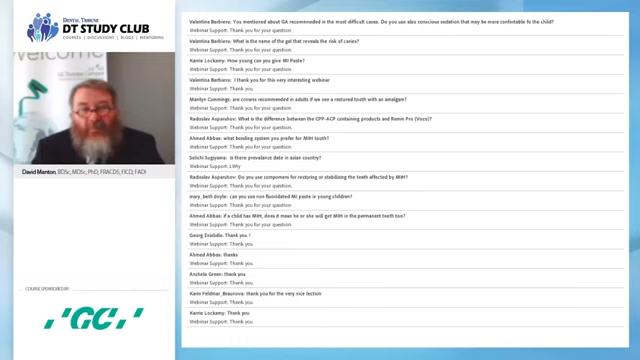 DENTAL TRIBUNE
DT STUDY CLUB
COURSES | DISCUSSIONS | BLOGS | MENTORING
David Manton, BDSc, MDSc, PhD, FRACDS, FICD, FADI
COURSE SPONSORED BY:
GC
Valentina Barbieru: You mentioned about GA recommended in the most difficult cases. Do you use also conscious sedation that may be more comfortable fo the child?
Webinar Support: Thank you for your question.
Valentina Barbieru: What is the name of the gel that reveals the risk of caries?
Webinar Support: Thank you for your question.
Karrie Lockamy: How young can you give MI Paste?
Webinar Support: Thank you for your question.
Valentina Barbieru: I thank you for this very interesting webinar
Webinar Support: Thank you.
Marilyn Cummings: are crowns recommended in adults if we see a restored tooth with an amalgam?
Webinar Support: Thank you for your question.
Radoslav Asparuhov: What is the difference between the CPP-ACP containing products and Remin Pro (Voco)?
Webinar Support: Thank you for your question.
Ahmed Abbas: what bonding system you prefer for MIH tooth?
Webinar Support: Thank you for your question.
Seiichi Sugiyama: is there prevalance date in asian country?
Webinar Support:
Radoslav Asparuhov: Do you use compomers for restoring or stabilizing the teeth affected by MIH?
Webinar Support: Thank you for your question.
mary_beth doyle: can you use non fluoridated MI paste in young children?
Webinar Support: Thank you for your question.
Ahmed Abbas: if a child has MIH, does it mean he or she will get MIH in the permanent teeth too?
Webinar Support: Thank you for your question.
Georg Thank you !
Webinar Support: Thank you.
Ahmed Abbas: thanks
Webinar Support: Thank you.
Anzhela Green: thank you
Webinar Support: Thank you.
Karin thank you for the very nice lection
Webinar Support: Thank you.
Karrie Lockamy: Thank you
Webinar Support: Thank you.